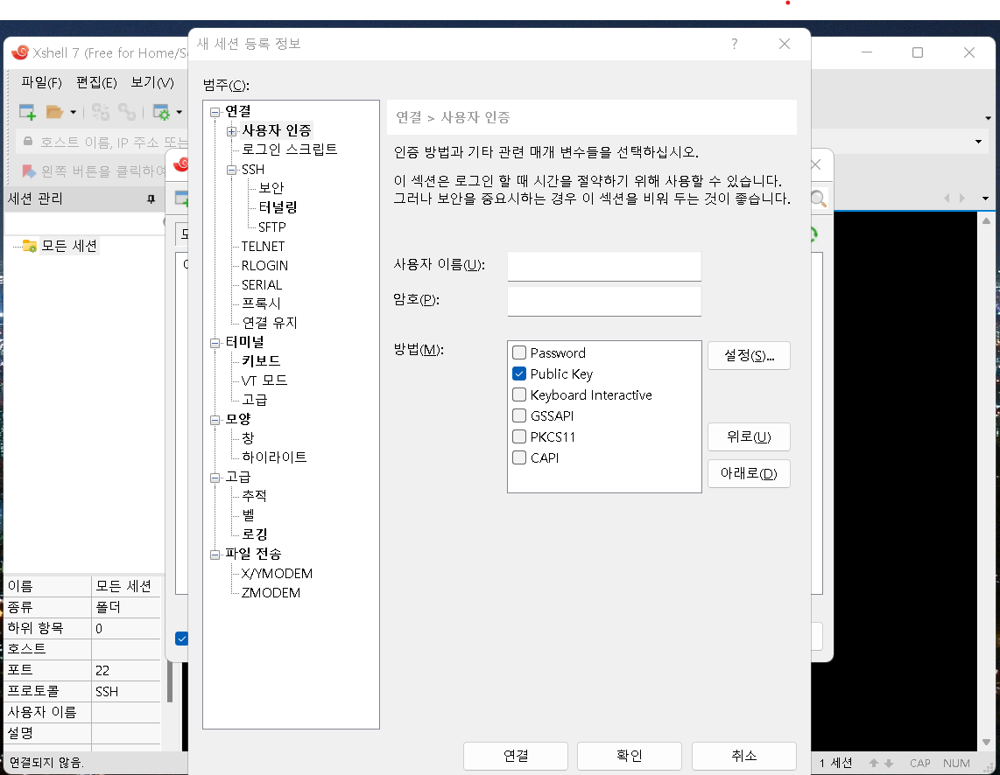 새 세션 등록 정보
?
Xshell 7 (Free for Home/S
파일(F) 편집(E) 보기(V)
호스트 이름, IP 주소 또는
왼쪽 버튼을 클릭하여
세션 관리
모든 세션
범주(C):
연결
사용자 인증
로그인 스크립트
SSH
보안
터널링
SFTP
TELNET
RLOGIN
SERIAL
프록시
연결 유지
터미널
키보드
VT 모드
고급
모양
창
하이라이트
고급
추적
벨
로깅
파일 전송
X/YMODEM
ZMODEM
연결 > 사용자 인증
인증 방법과 기타 관련 매개 변수들을 선택하십시오.
이 섹션은 로그인 할 때 시간을 절약하기 위해 사용할 수 있습니다.
그러나 보안을 중요시하는 경우 이 섹션을 비워 두는 것이 좋습니다.
사용자 이름(U):
암호(P):
방법(M):
Password
Public Key
Keyboard Interactive
GSSAPI
PKCS11
CAPI
설정(S)...
위로(U)
아래로(D)
연결 확인 취소
이름 모든 세션
종류 폴더
하위 항목 0
호스트
포트 22
프로토콜 SSH
사용자 이름
설명
연결되지 않음.
1 세션 CAP NUM